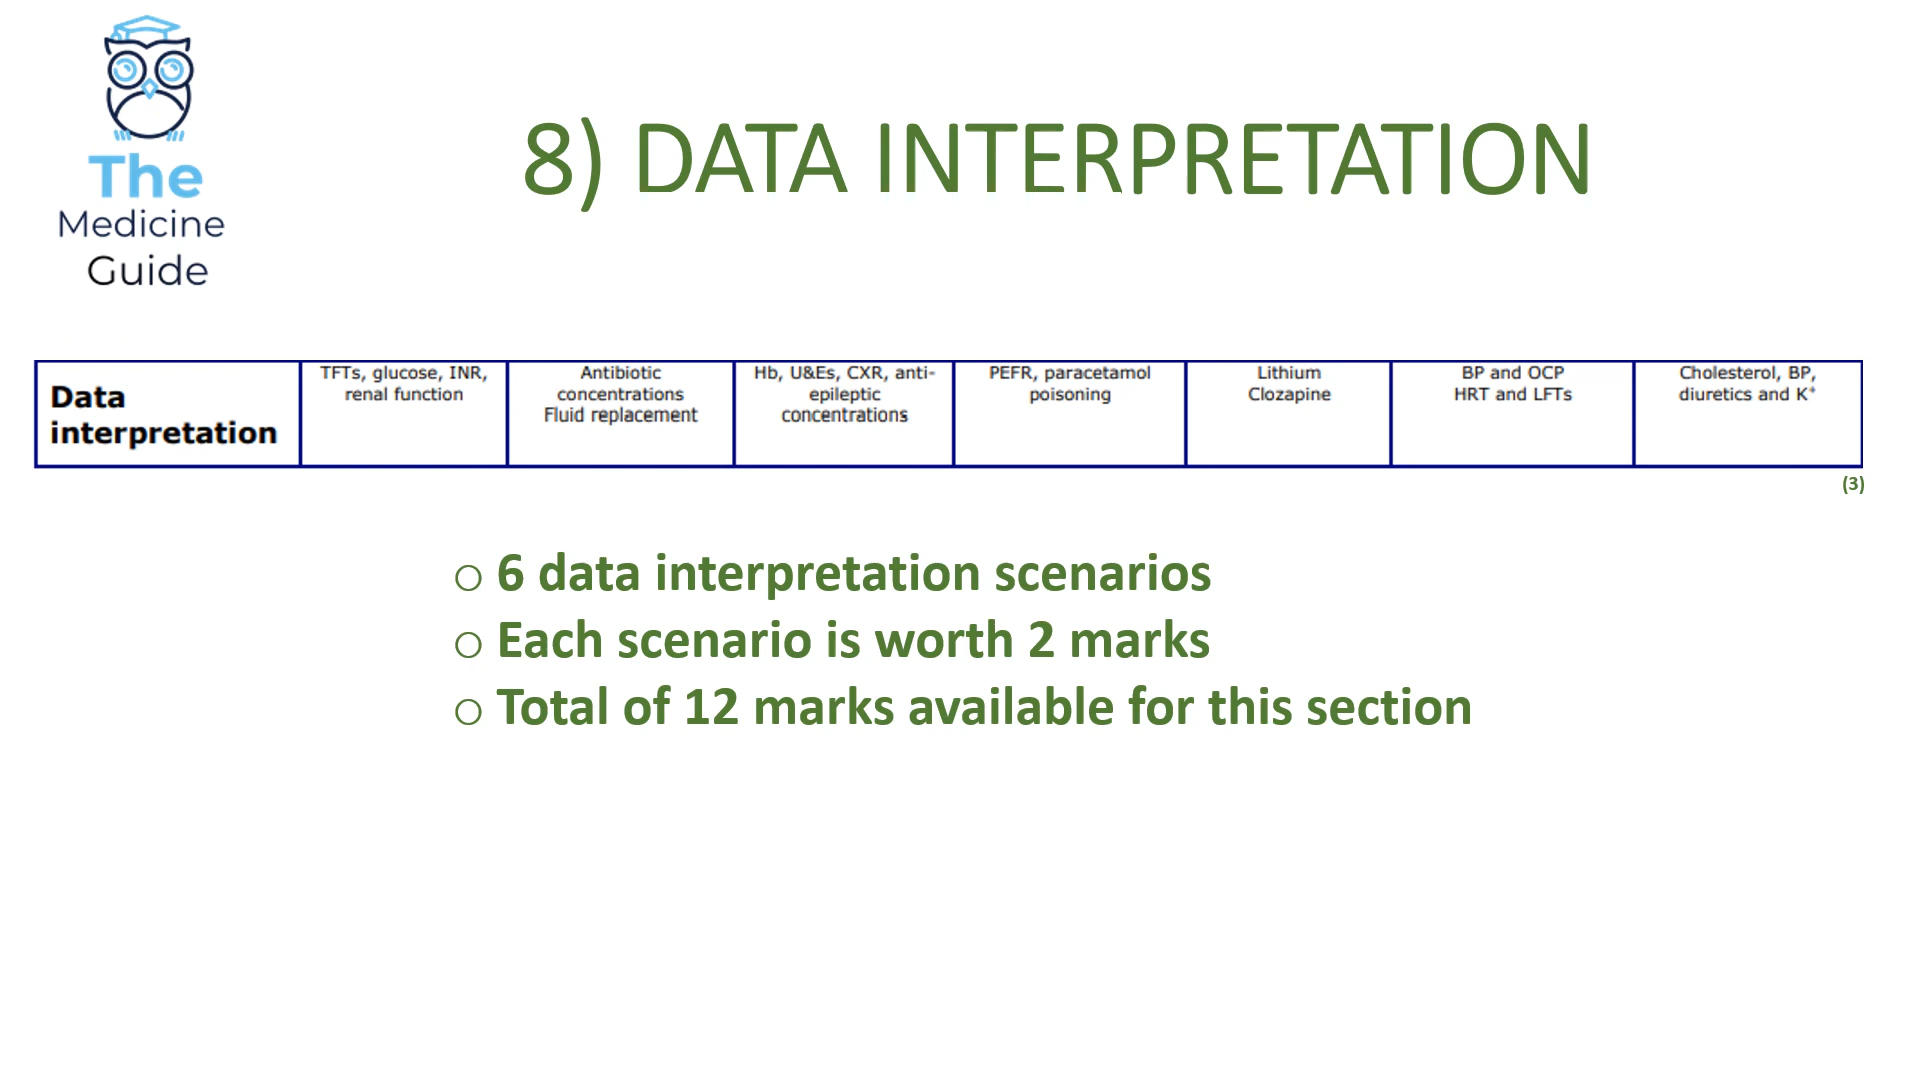 The
Medicine
Guide
8) DATA INTERPRETATION
Data
interpretation
TFTs, glucose, INR,
renal function
Antibiotic
concentrations
Fluid replacement
Hb, U&Es, CXR, anti-
epileptic
concentrations
PEFR, paracetamol
poisoning
Lithium
Clozapine
BP and OCP
HRT and LFTs
Cholesterol, BP,
diuretics and K⁺
(3)
o 6 data interpretation scenarios
o Each scenario is worth 2 marks
o Total of 12 marks available for this section